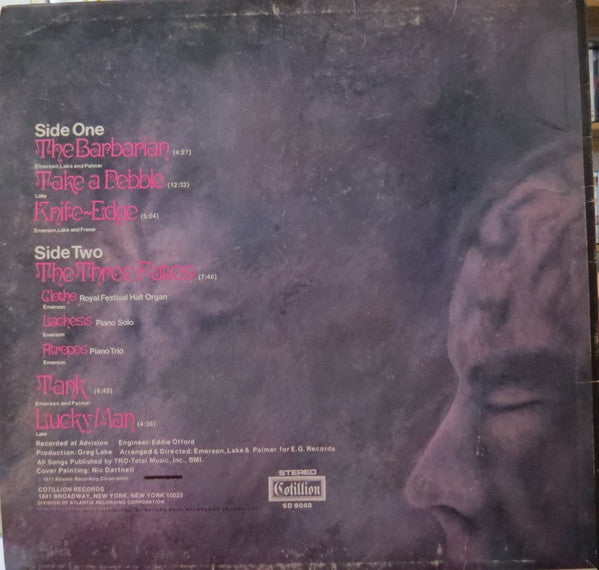 Side One
The Barbarian (4:27)
Emerson, Lake and Palmer
Take a Pebble (12:32)
Lake
Knife~Edge (5:04)
Emerson, Lake and Fraser
Side Two
The Three Fates (7:46)
Clotho Royal Festival Hall Organ
Emerson
Lachesis Piano Solo
Emerson
Atropos Piano Trio
Emerson
Tank (6:49)
Emerson and Palmer
Lucky Man (4:36)
Lake
Recorded at Advision Engineer: Eddie Offord
Production: Greg Lake Arranged & Directed: Emerson, Lake & Palmer for E.G. Records
All Songs Published by TRO-Total Music, Inc., BMI.
Cover Painting: Nic Dartnell
© 1971 Atlantic Recording Corporation
COTILLION RECORDS
1841 BROADWAY, NEW YORK, NEW YORK 10023
DIVISION OF ATLANTIC RECORDING CORPORATION
STEREO
Cotillion
SD 9040